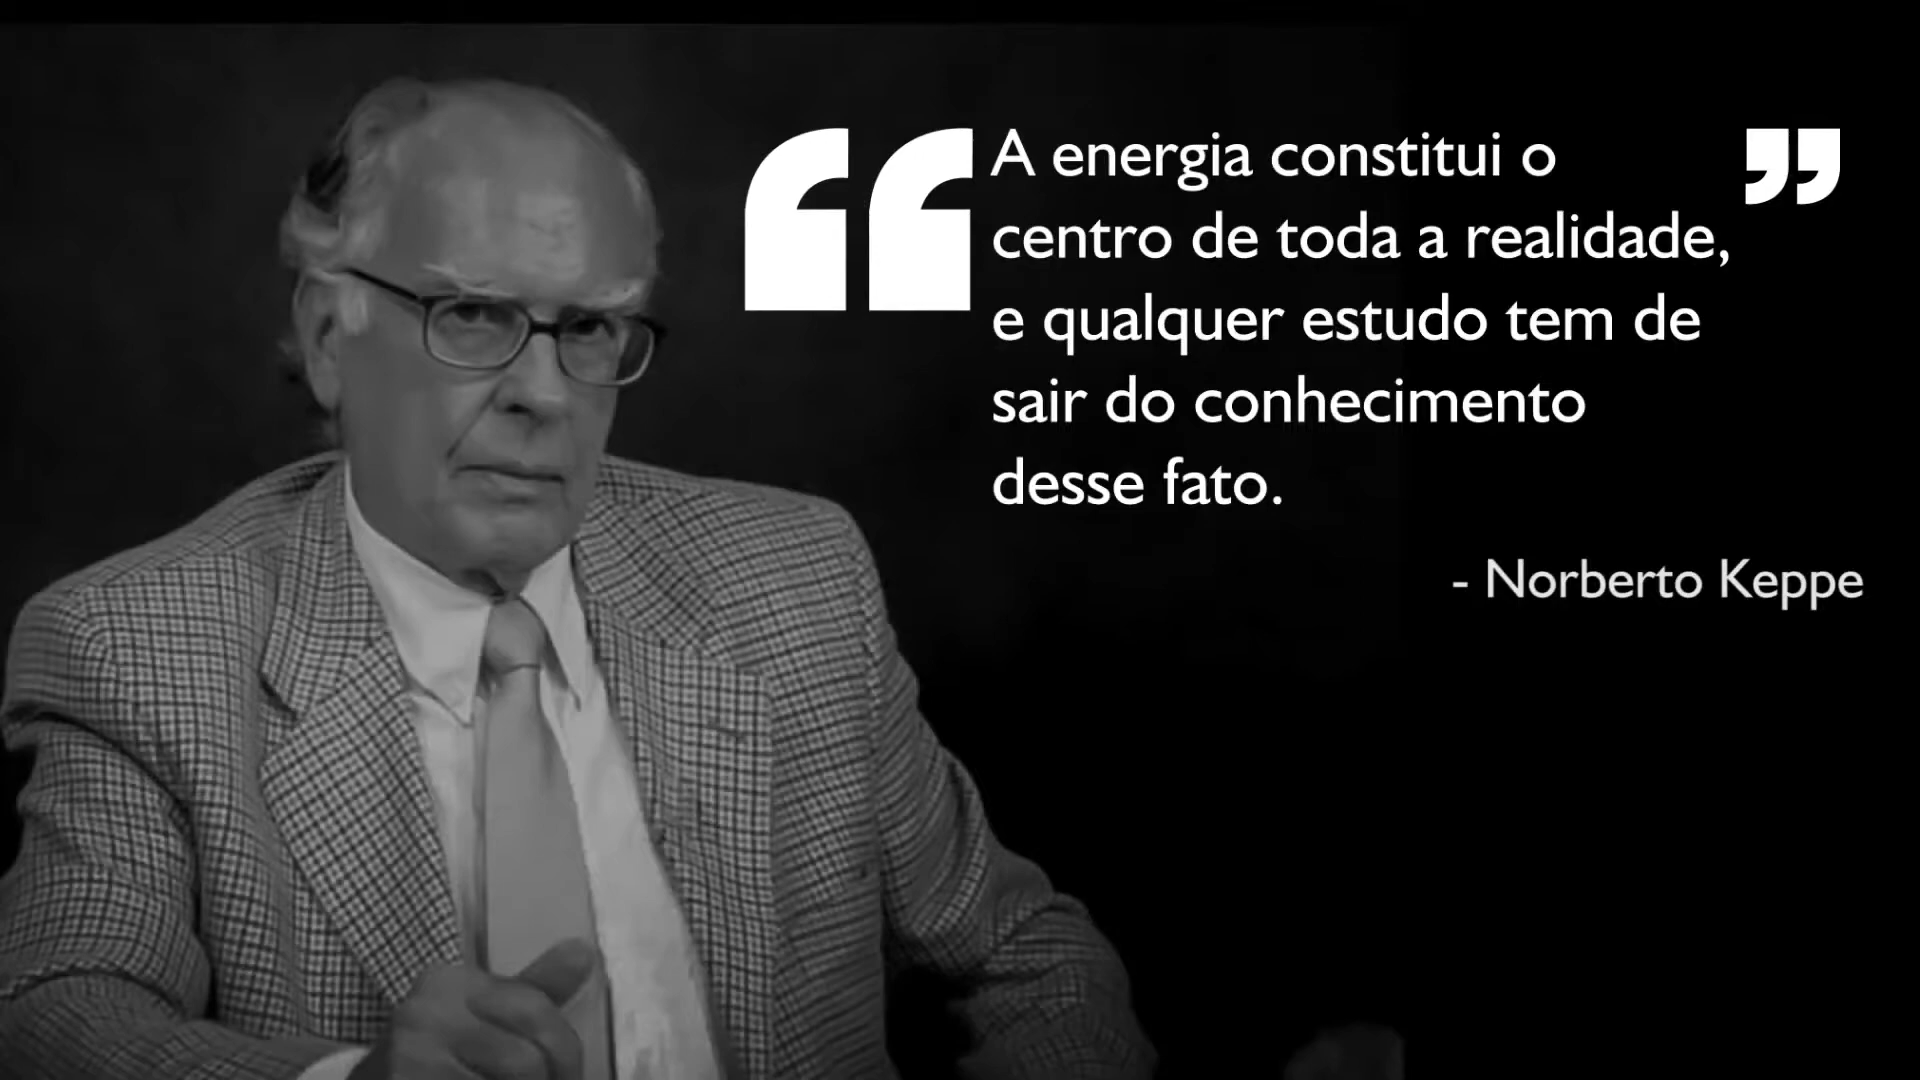 “A energia constitui o ”
centro de toda a realidade,
e qualquer estudo tem de
sair do conhecimento
desse fato.
- Norberto Keppe